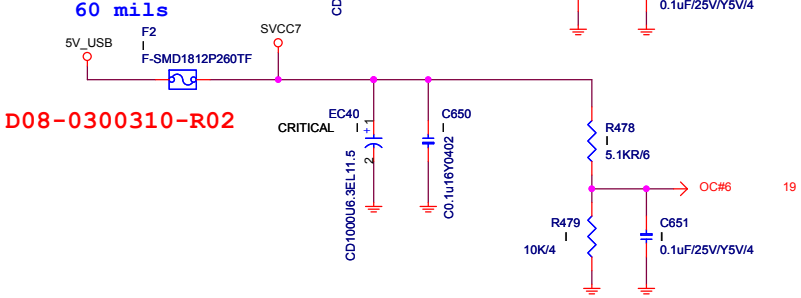 60 mils
CD
0.1uF/25V/Y5V/4
5V_USB
F2
I
F-SMD1812P260TF
SVCC7
D08-0300310-R02
EC40
CRITICAL
I
+
1
2
CD1000U6.3EL11.5
C650
I
C0.1u16Y0402
R478
I
5.1KR/6
OC#6
19
R479
I
10K/4
C651
I
0.1uF/25V/Y5V/4